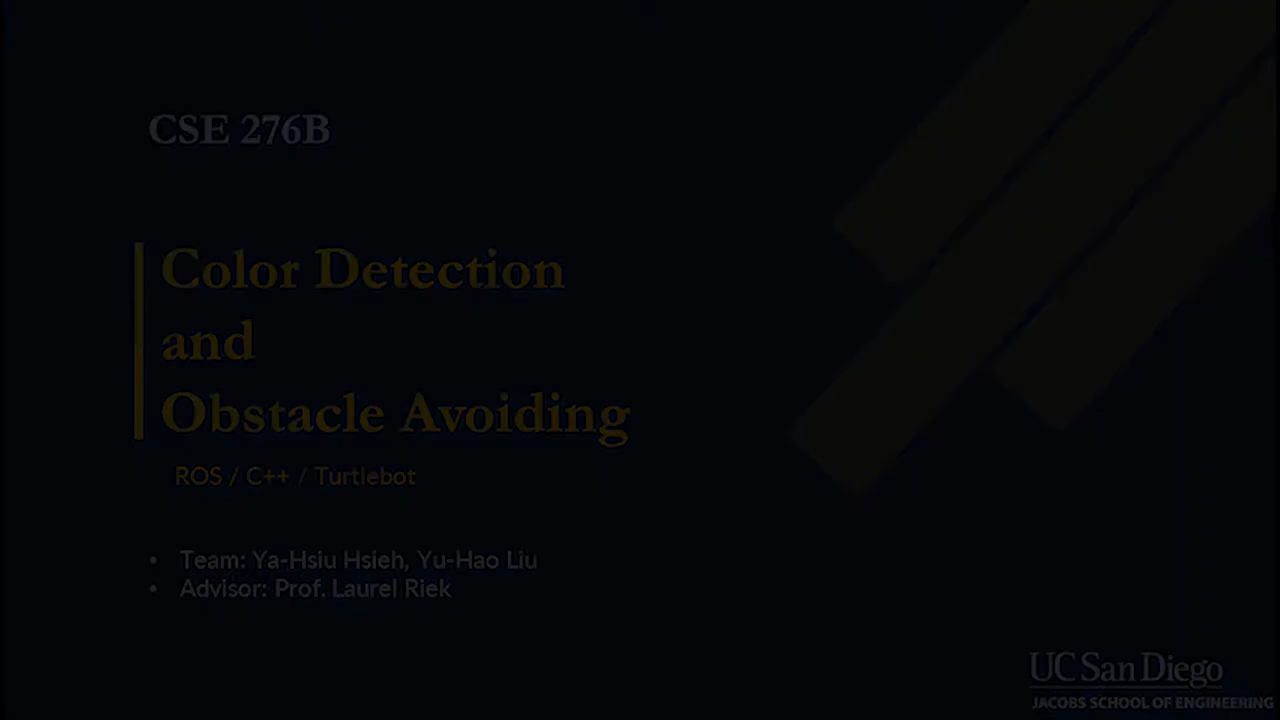 CSE 276B
Color Detection
and
Obstacle Avoiding
ROS / C++ / Turtlebot
• Team: Ya-Hsiu Hsieh, Yu-Hao Liu
• Advisor: Prof. Laurel Riek
UC San Diego
JACOBS SCHOOL OF ENGINEERING